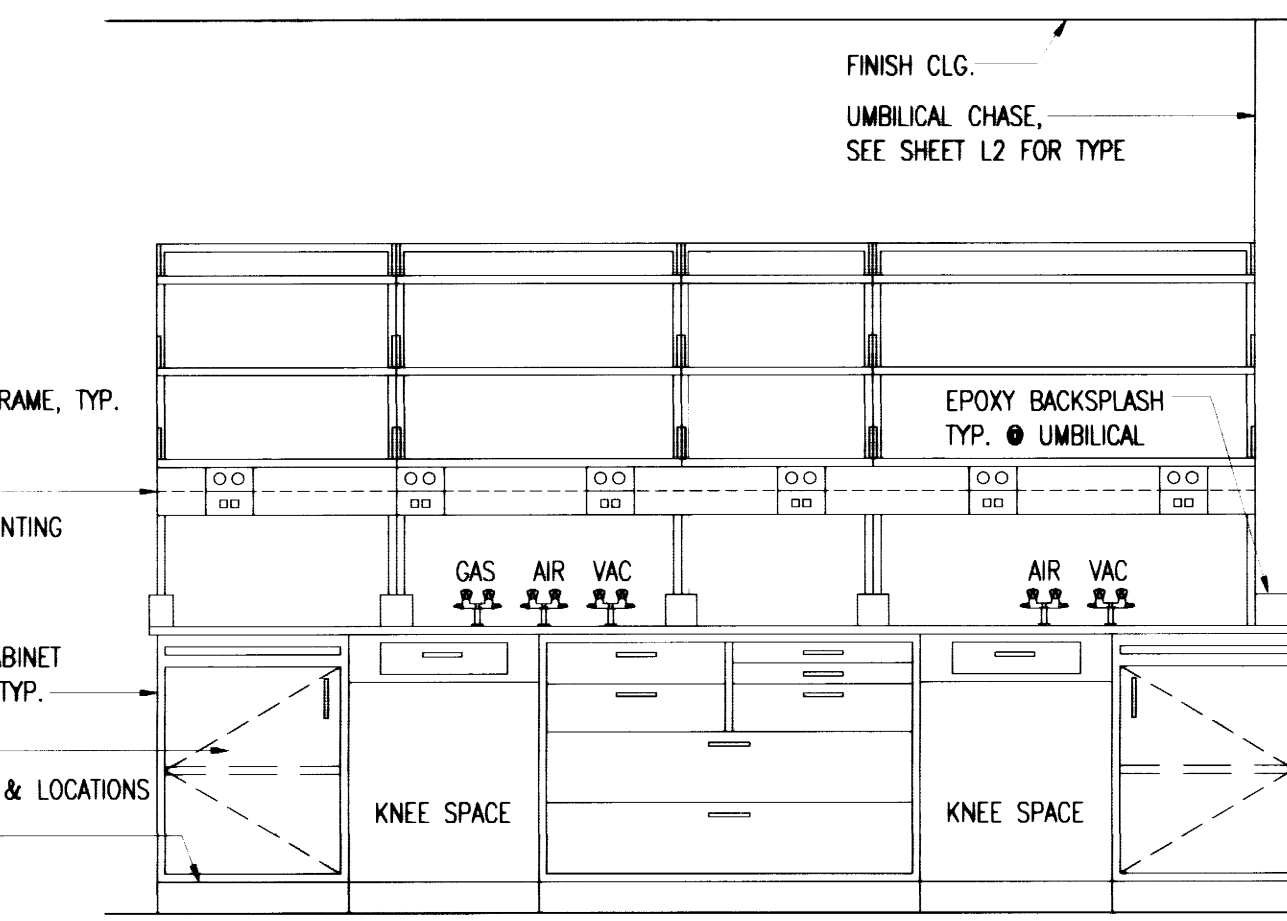 FINISH CLG.
UMBILICAL CHASE,
SEE SHEET L2 FOR TYPE
RAME, TYP.
EPOXY BACKSPLASH
TYP. @ UMBILICAL
NTING
GAS AIR VAC
AIR VAC
ABINET
TYP.
& LOCATIONS
KNEE SPACE
KNEE SPACE